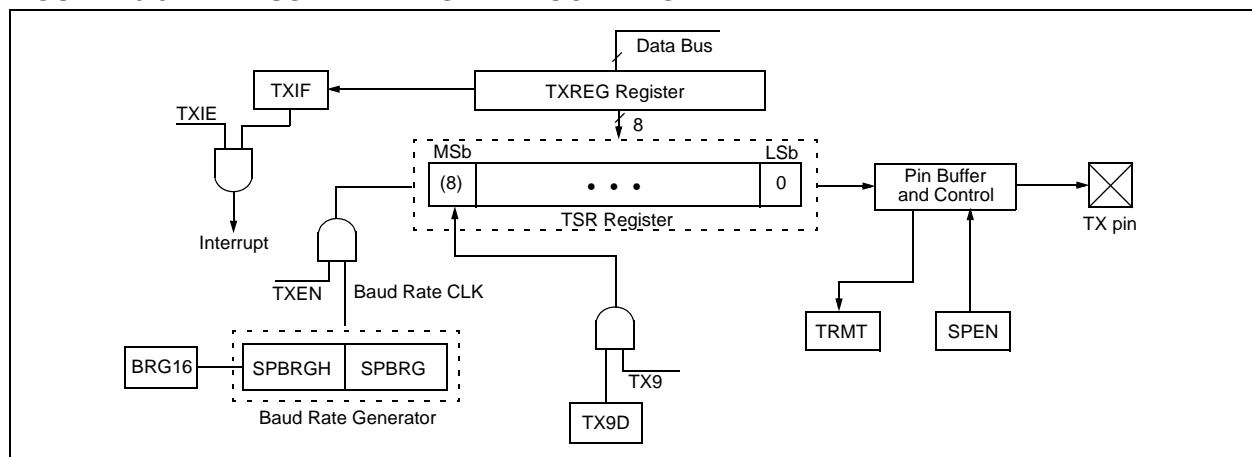 Data Bus
TXIF
TXREG Register
TXIE
8
MSb
LSb
(8)
• • •
0
Pin Buffer
and Control
TSR Register
TX pin
Interrupt
TXEN
Baud Rate CLK
TRMT
SPEN
BRG16
SPBRGH
SPBRG
TX9
Baud Rate Generator
TX9D